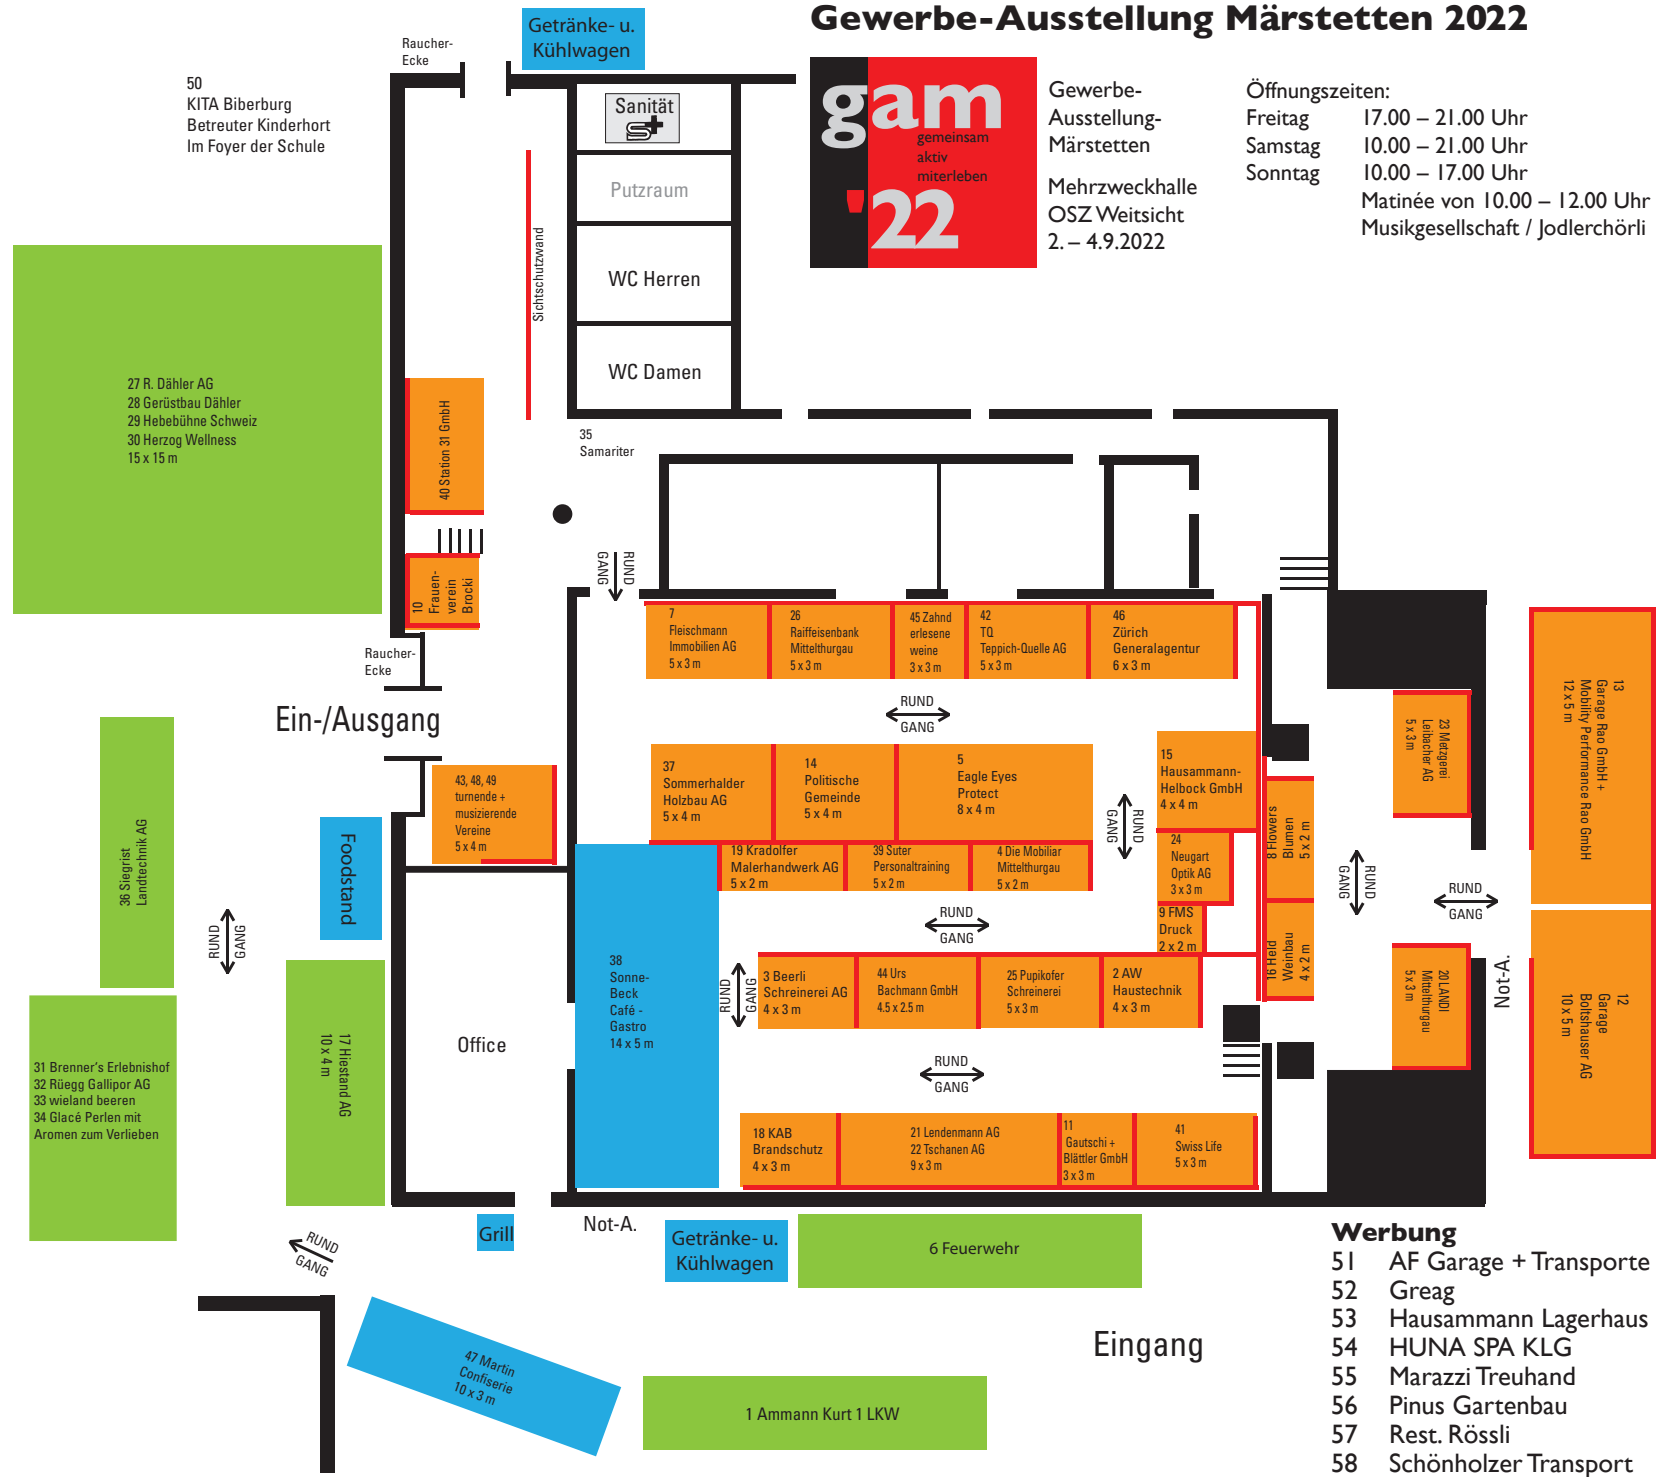 Gewerbe-Ausstellung Märstetten 2022
gam
gemeinsam
aktiv
miterleben
'22
Gewerbe-
Ausstellung-
Märstetten
Mehrzweckhalle
OSZ Weitsicht
2. – 4.9.2022
Öffnungszeiten:
Freitag 17.00 – 21.00 Uhr
Samstag 10.00 – 21.00 Uhr
Sonntag 10.00 – 17.00 Uhr
Matinée von 10.00 – 12.00 Uhr
Musikgesellschaft / Jodlerchörli
Getränke- u.
Kühlwagen
Raucher-
Ecke
50
KITA Biberburg
Betreuter Kinderhort
Im Foyer der Schule
Sanität
S+
Putzraum
WC Herren
WC Damen
Sichtschutzwand
27 R. Dähler AG
28 Gerüstbau Dähler
29 Hebebühne Schweiz
30 Herzog Wellness
15 x 15 m
40 Station 31 GmbH
35
Samariter
10
Frauen-
verein
Brocki
RUND
GANG
Raucher-
Ecke
Ein-/Ausgang
7
Fleischmann
Immobilien AG
5 x 3 m
26
Raiffeisenbank
Mittelthurgau
5 x 3 m
45 Zahnd
erlesene
weine
3 x 3 m
42
TQ
Teppich-Quelle AG
5 x 3 m
46
Zürich
Generalagentur
6 x 3 m
RUND
GANG
13
Garage Rao GmbH +
Mobility Performance Rao GmbH
12 x 5 m
23 Metzgerei
Leibacher AG
5 x 3 m
43, 48, 49
turnende +
musizierende
Vereine
5 x 4 m
37
Sommerhalder
Holzbau AG
5 x 4 m
14
Politische
Gemeinde
5 x 4 m
5
Eagle Eyes
Protect
8 x 4 m
15
Hausammann-
Helbock GmbH
4 x 4 m
RUND
GANG
8 Flowers
Blumen
5 x 2 m
36 Siegrist
Landtechnik AG
Foodstand
19 Kradolfer
Malerhandwerk AG
5 x 2 m
39 Suter
Personaltraining
5 x 2 m
4 Die Mobiliar
Mittelthurgau
5 x 2 m
24
Neugart
Optik AG
3 x 3 m
RUND
GANG
RUND
GANG
RUND
GANG
RUND
GANG
9 FMS
Druck
2 x 2 m
16 Held
Weinbau
4 x 2 m
38
Sonne-
Beck
Café -
Gastro
14 x 5 m
RUND
GANG
3 Beerli
Schreinerei AG
4 x 3 m
44 Urs
Bachmann GmbH
4.5 x 2.5 m
25 Pupikofer
Schreinerei
5 x 3 m
2 AW
Haustechnik
4 x 3 m
20 LANDI
Mittelthurgau
5 x 3 m
Not-A.
12
Garage
Boltshauser AG
10 x 5 m
Office
17 Hiestand AG
10 x 4 m
31 Brenner's Erlebnishof
32 Rüegg Gallipor AG
33 wieland beeren
34 Glacé Perlen mit
Aromen zum Verlieben
RUND
GANG
18 KAB
Brandschutz
4 x 3 m
21 Lendenmann AG
22 Tschanen AG
9 x 3 m
11
Gautschi +
Blättler GmbH
3 x 3 m
41
Swiss Life
5 x 3 m
RUND
GANG
Grill
Not-A.
Getränke- u.
Kühlwagen
6 Feuerwehr
Eingang
47 Martin
Confiserie
10 x 3 m
1 Ammann Kurt 1 LKW
Werbung
51 AF Garage + Transporte
52 Greag
53 Hausammann Lagerhaus
54 HUNA SPA KLG
55 Marazzi Treuhand
56 Pinus Gartenbau
57 Rest. Rössli
58 Schönholzer Transport